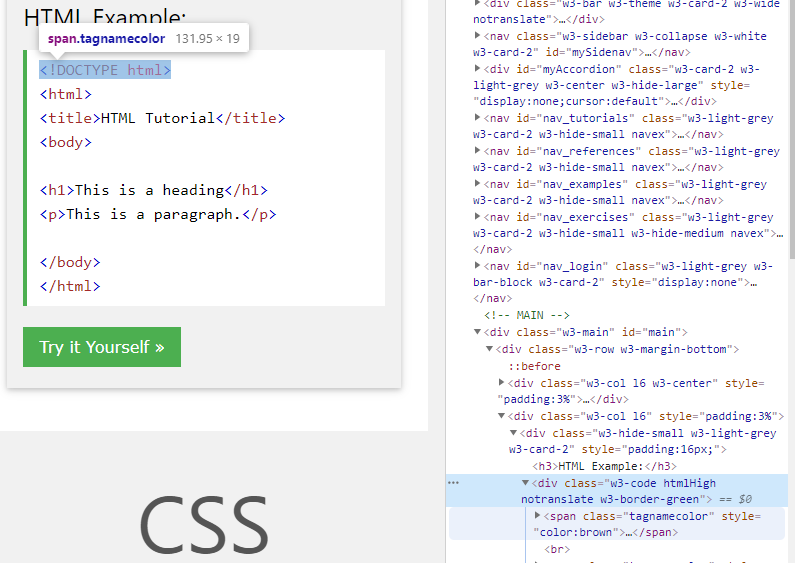 HTML Example:
span.tagnamecolor 131.95 × 19
<!DOCTYPE html>
<html>
<title>HTML Tutorial</title>
<body>
<h1>This is a heading</h1>
<p>This is a paragraph.</p>
</body>
</html>
Try it Yourself »
CSS
<div class="w3-bar w3-theme w3-card-2 w3-wide
notranslate">…</div>
<nav class="w3-sidebar w3-collapse w3-white
w3-card-2" id="mySidenav">…</nav>
<div id="myAccordion" class="w3-card-2 w3-
light-grey w3-center w3-hide-large" style=
"display:none;cursor:default">…</div>
<nav id="nav_tutorials" class="w3-light-grey
w3-card-2 w3-hide-small navex">…</nav>
<nav id="nav_references" class="w3-light-grey
w3-card-2 w3-hide-small navex">…</nav>
<nav id="nav_examples" class="w3-light-grey
w3-card-2 w3-hide-small navex">…</nav>
<nav id="nav_exercises" class="w3-light-grey
w3-card-2 w3-hide-small w3-hide-medium navex">…
</nav>
<nav id="nav_login" class="w3-light-grey w3-
bar-block w3-card-2" style="display:none">…
</nav>
<!-- MAIN -->
<div class="w3-main" id="main">
<div class="w3-row w3-margin-bottom">
::before
<div class="w3-col l6 w3-center" style=
"padding:3%">…</div>
<div class="w3-col l6" style="padding:3%">
<div class="w3-hide-small w3-light-grey
w3-card-2" style="padding:16px;">
<h3>HTML Example:</h3>
<div class="w3-code htmlHigh
notranslate w3-border-green"> == $0
<span class="tagnamecolor" style=
"color:brown">…</span>
<br>